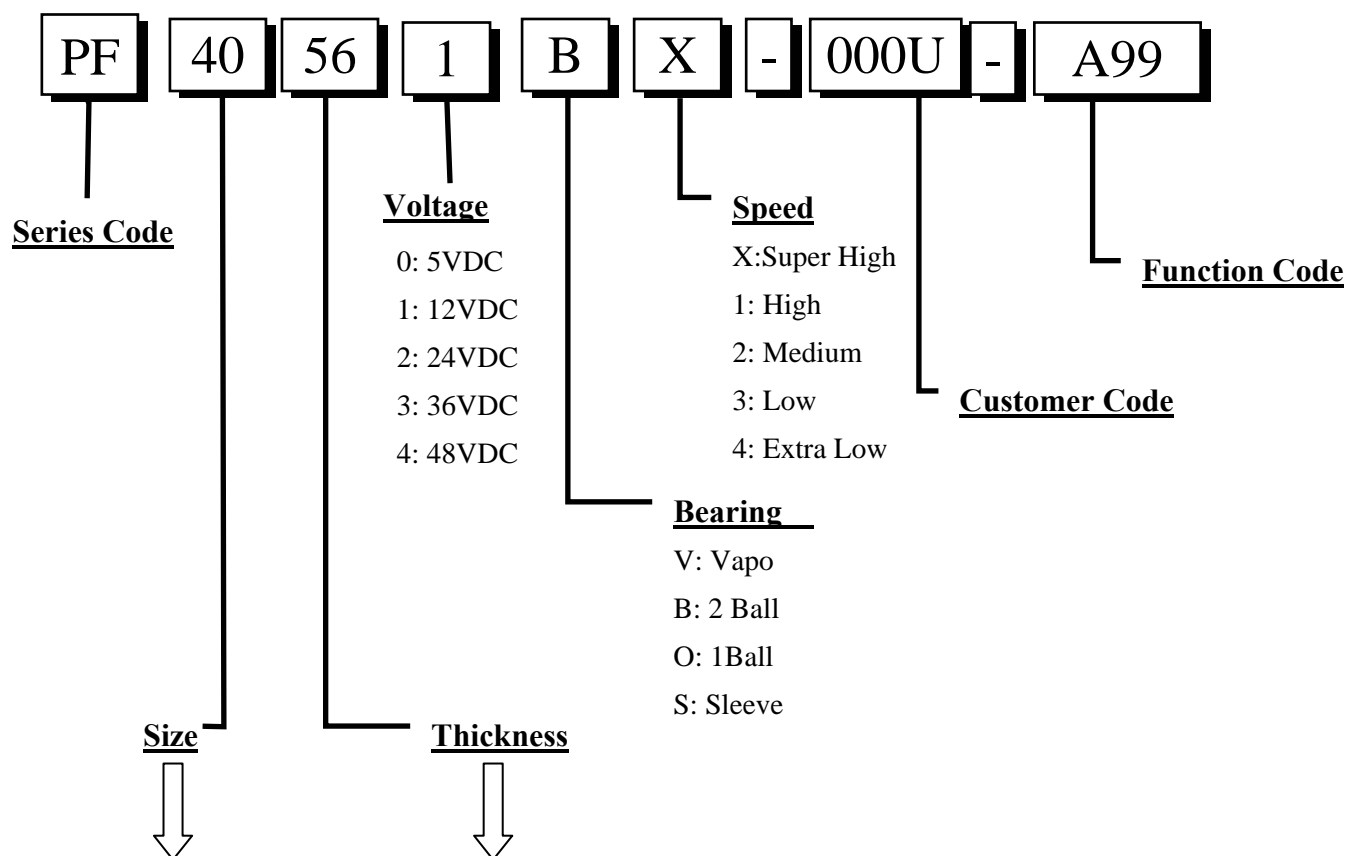 PF 40 56 1 B X - 000U - A99
Series Code
Voltage
0: 5VDC
1: 12VDC
2: 24VDC
3: 36VDC
4: 48VDC
Speed
X:Super High
1: High
2: Medium
3: Low
4: Extra Low
Function Code
Customer Code
Bearing
V: Vapo
B: 2 Ball
O: 1Ball
S: Sleeve
Size
Thickness